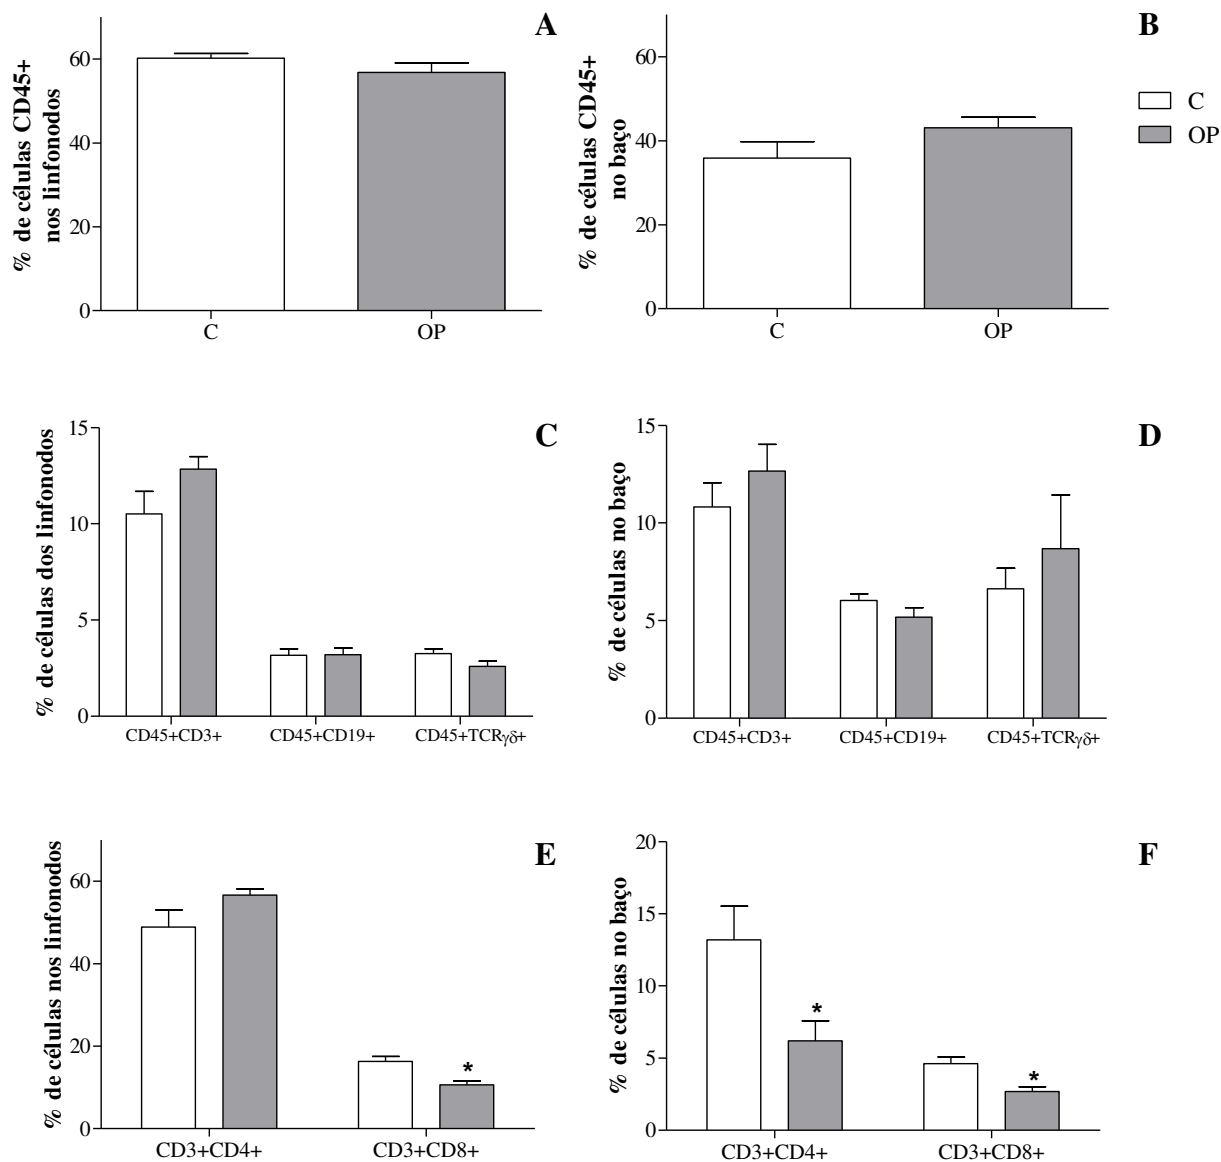 A
% de células CD45+
nos linfonodos
60
40
20
0
C
OP
B
% de células CD45+
no baço
60
40
20
0
C
OP
C
OP
C
% de células dos linfonodos
15
10
5
0
CD45+CD3+
CD45+CD19+
CD45+TCRγδ+
D
% de células no baço
15
10
5
0
CD45+CD3+
CD45+CD19+
CD45+TCRγδ+
E
% de células nos linfonodos
60
40
20
0
*
CD3+CD4+
CD3+CD8+
F
% de células no baço
20
15
10
5
0
*
*
CD3+CD4+
CD3+CD8+